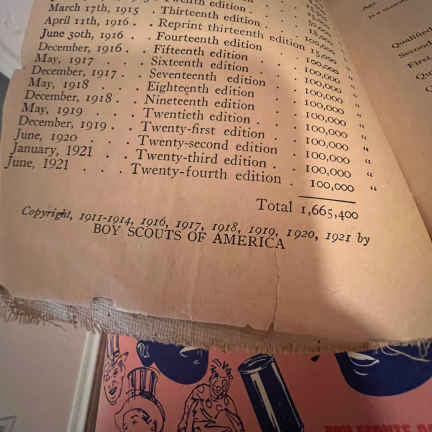 edition
March 17th, 1915 . Thirteenth edition .
April 11th, 1916 . Reprint thirteenth edition
June 30th, 1916 . Fourteenth edition . 100,000
December, 1916 . Fifteenth edition . . 100,000 "
May, 1917 . . Sixteenth edition . . 100,000 "
December, 1917 . Seventeenth edition . 100,000 "
May, 1918 . . Eighteenth edition . . 100,000 "
December, 1918 . . Nineteenth edition . . 100,000 "
May, 1919 . . Twentieth edition . . 100,000 "
December, 1919 . . Twenty-first edition . . 100,000 "
June, 1920 . . Twenty-second edition . 100,000 "
January, 1921 . . Twenty-third edition . . 100,000 "
June, 1921 . . . Twenty-fourth edition . . 100,000 "
Total 1,665,400
Copyright, 1911-1914, 1916, 1917, 1918, 1919, 1920, 1921 by
BOY SCOUTS OF AMERICA
Second
First,